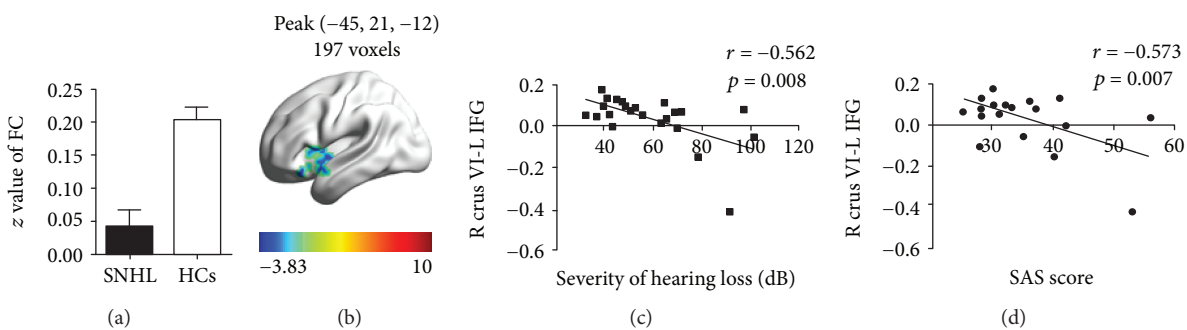 Peak (−45, 21, −12)
197 voxels
z value of FC
0.25
0.20
0.15
0.10
0.05
0.00
SNHL HCs
(a)
−3.83 10
(b)
r = −0.562
p = 0.008
R crus VI-L IFG
0.2
0.0
−0.2
−0.4
−0.6
40 60 80 100 120
Severity of hearing loss (dB)
(c)
r = −0.573
p = 0.007
R crus VI-L IFG
0.2
0.0
−0.2
−0.4
−0.6
30 40 50 60
SAS score
(d)